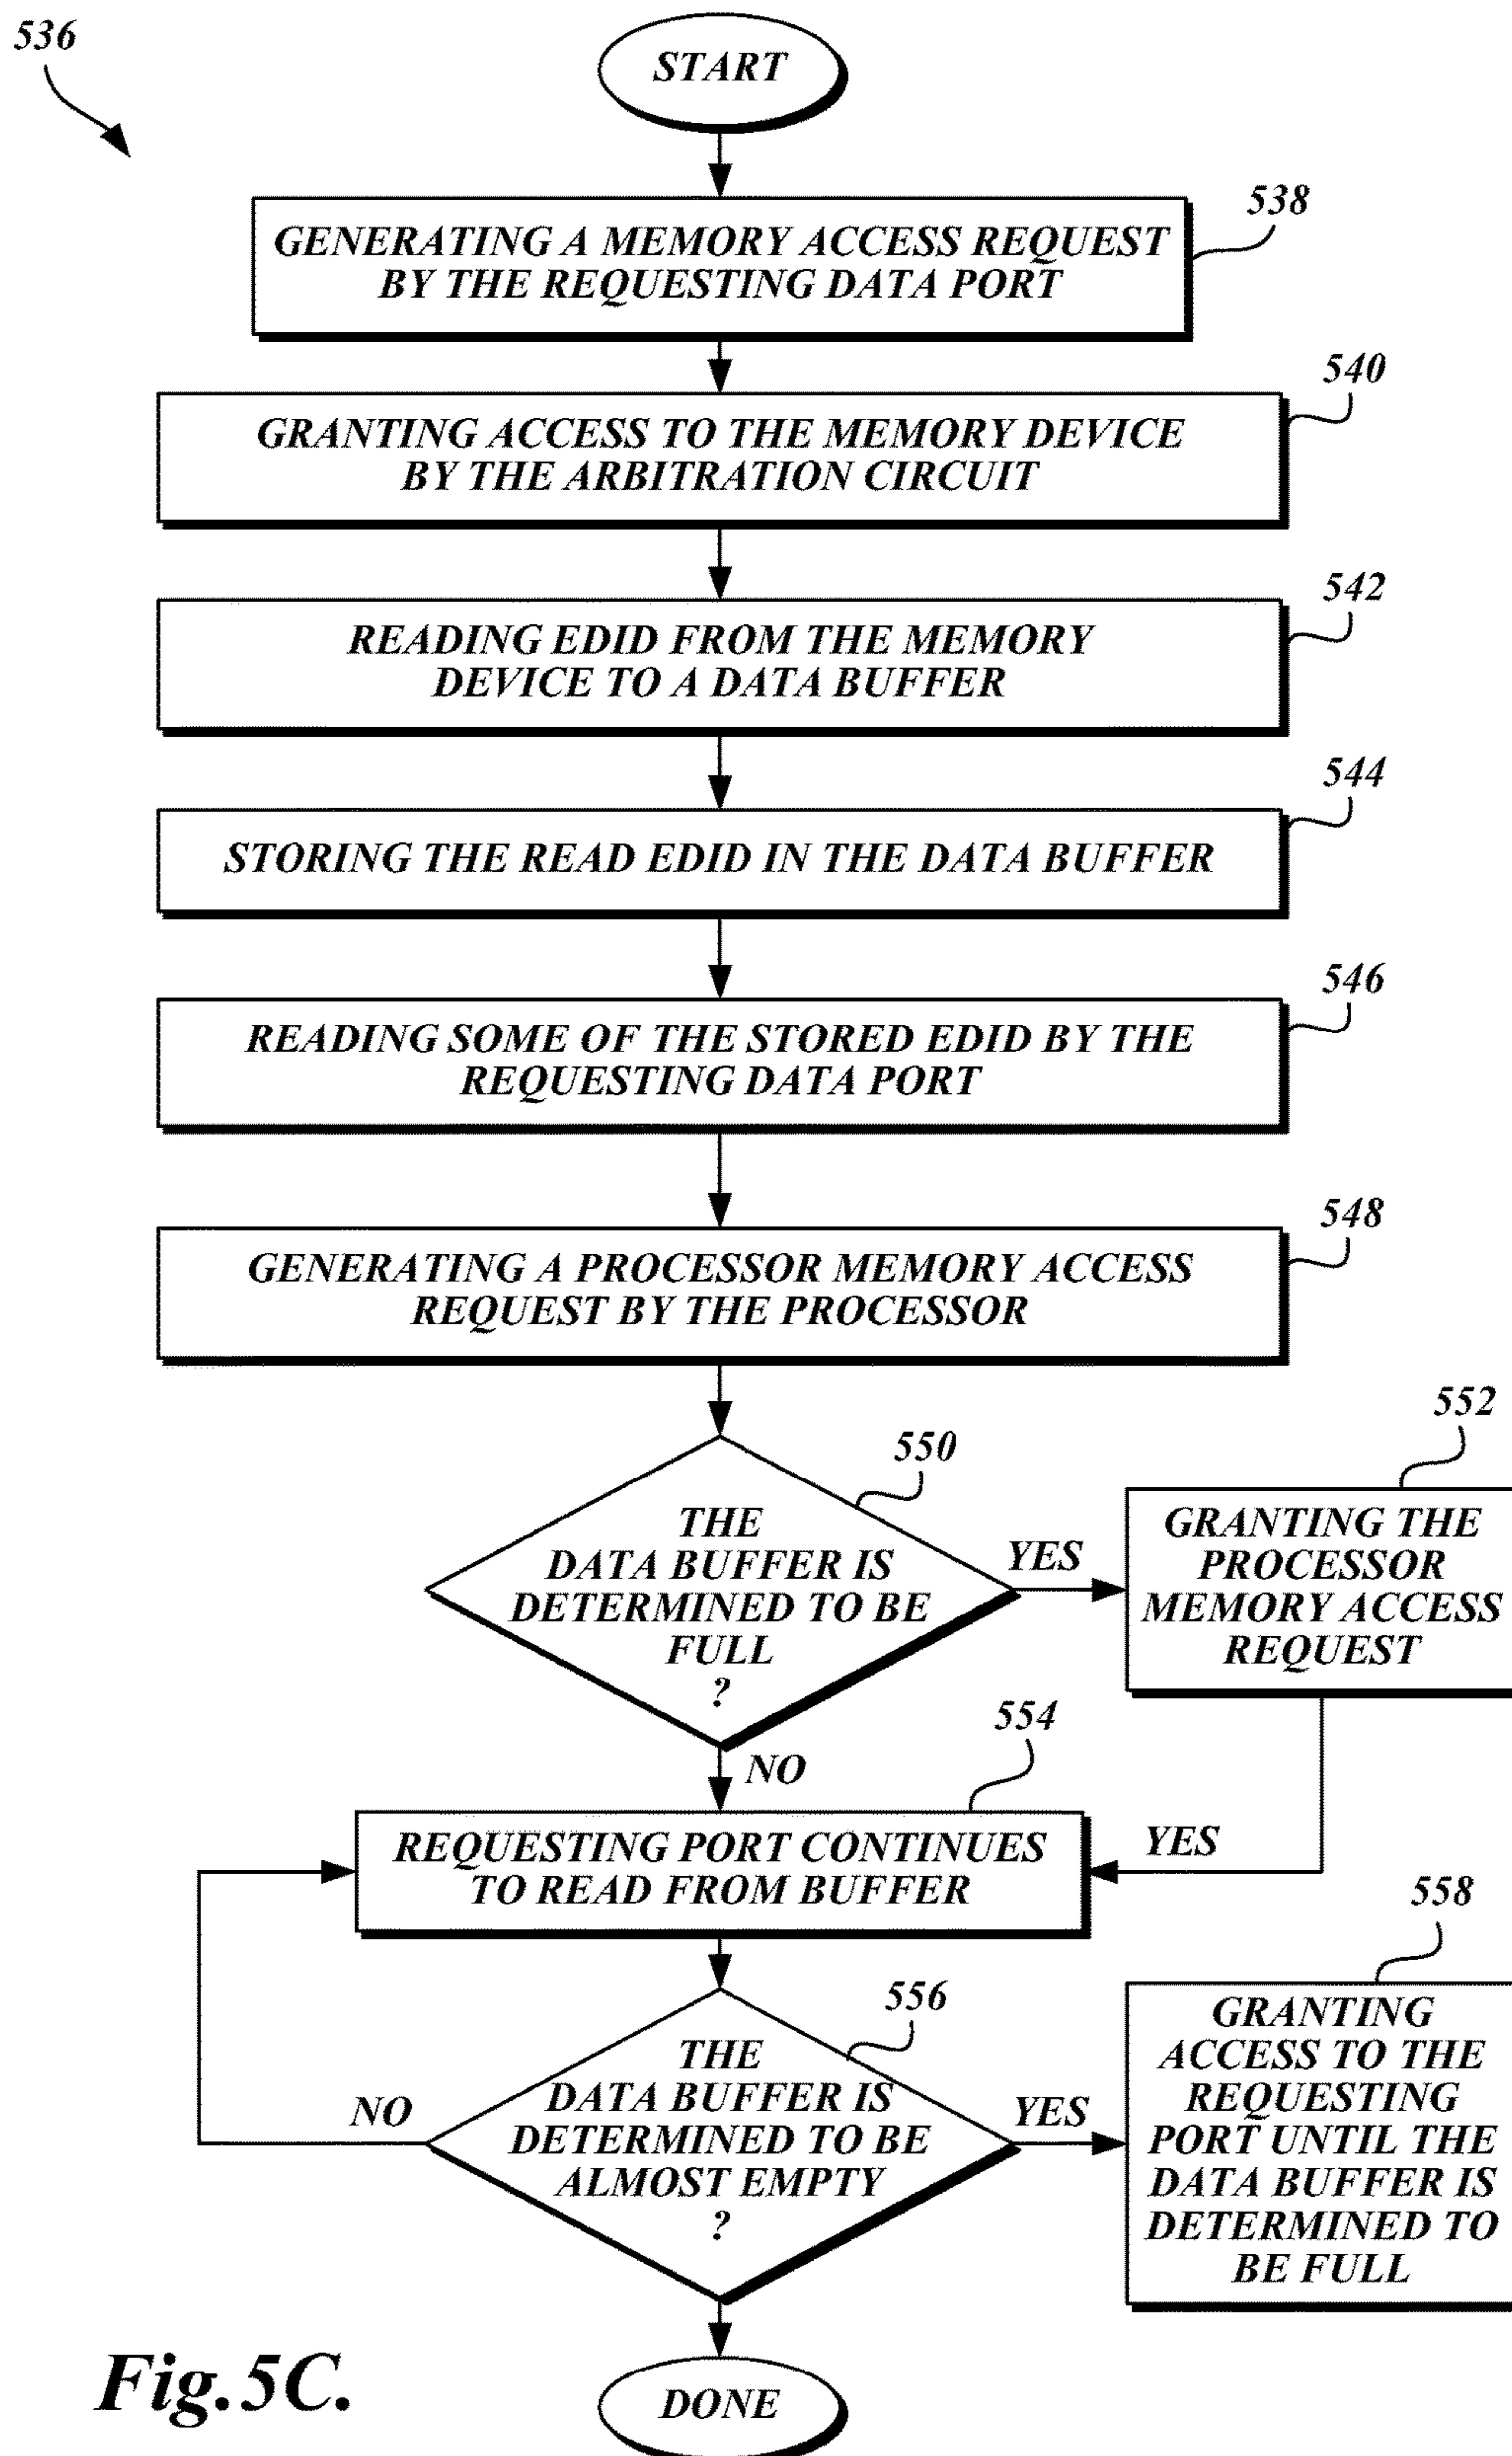 536
START
538
GENERATING A MEMORY ACCESS REQUEST
BY THE REQUESTING DATA PORT
540
GRANTING ACCESS TO THE MEMORY DEVICE
BY THE ARBITRATION CIRCUIT
542
READING EDID FROM THE MEMORY
DEVICE TO A DATA BUFFER
544
STORING THE READ EDID IN THE DATA BUFFER
546
READING SOME OF THE STORED EDID BY THE
REQUESTING DATA PORT
548
GENERATING A PROCESSOR MEMORY ACCESS
REQUEST BY THE PROCESSOR
550
THE
DATA BUFFER IS
DETERMINED TO BE
FULL
?
YES
552
GRANTING THE
PROCESSOR
MEMORY ACCESS
REQUEST
NO
554
REQUESTING PORT CONTINUES
TO READ FROM BUFFER
YES
556
THE
DATA BUFFER IS
DETERMINED TO BE
ALMOST EMPTY
?
NO
YES
558
GRANTING
ACCESS TO THE
REQUESTING
PORT UNTIL THE
DATA BUFFER IS
DETERMINED TO
BE FULL
DONE
Fig.5C.